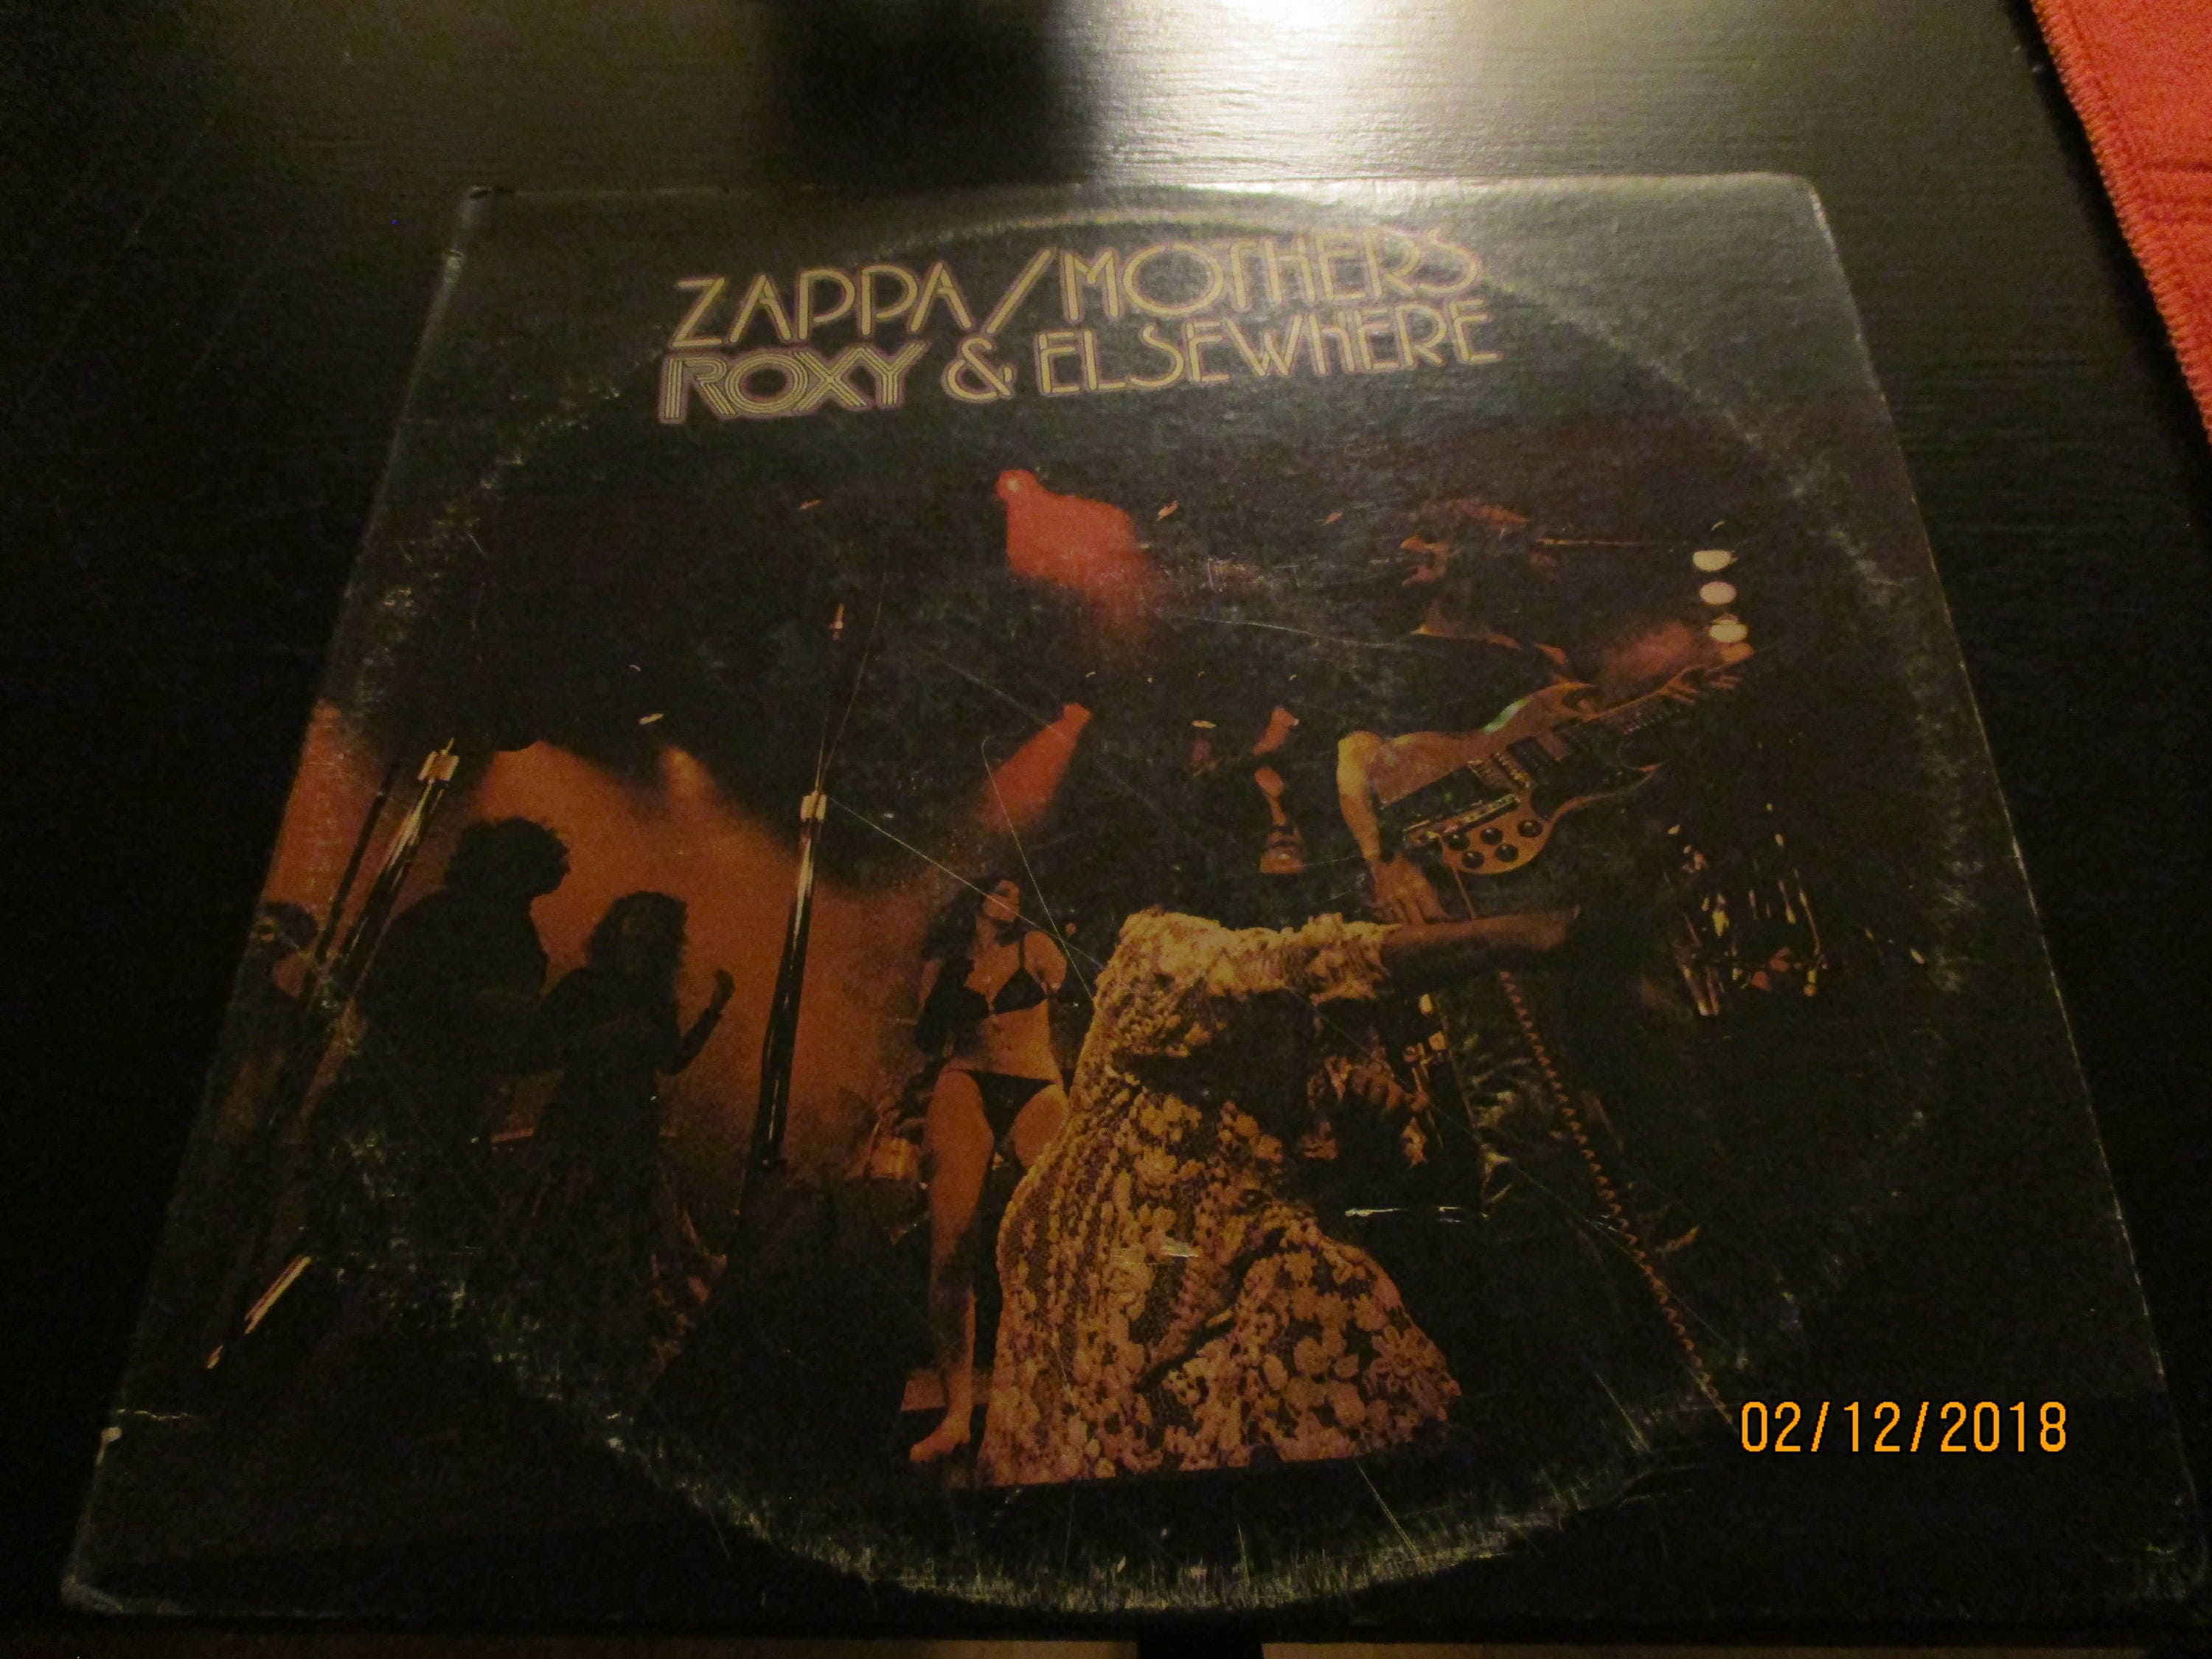 ZAPPA/MOTHERS
ROXY & ELSEWHERE
02/12/2018